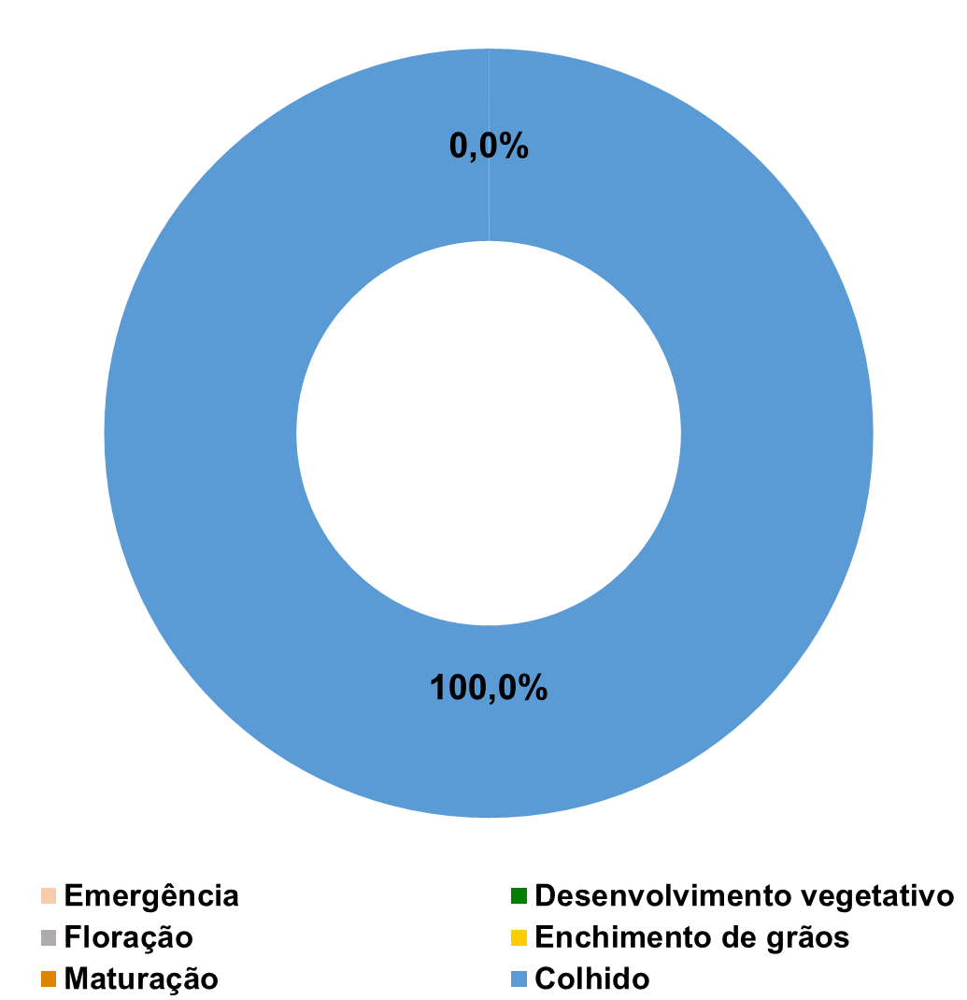 0,0%
100,0%
Emergência
Desenvolvimento vegetativo
Floração
Enchimento de grãos
Maturação
Colhido